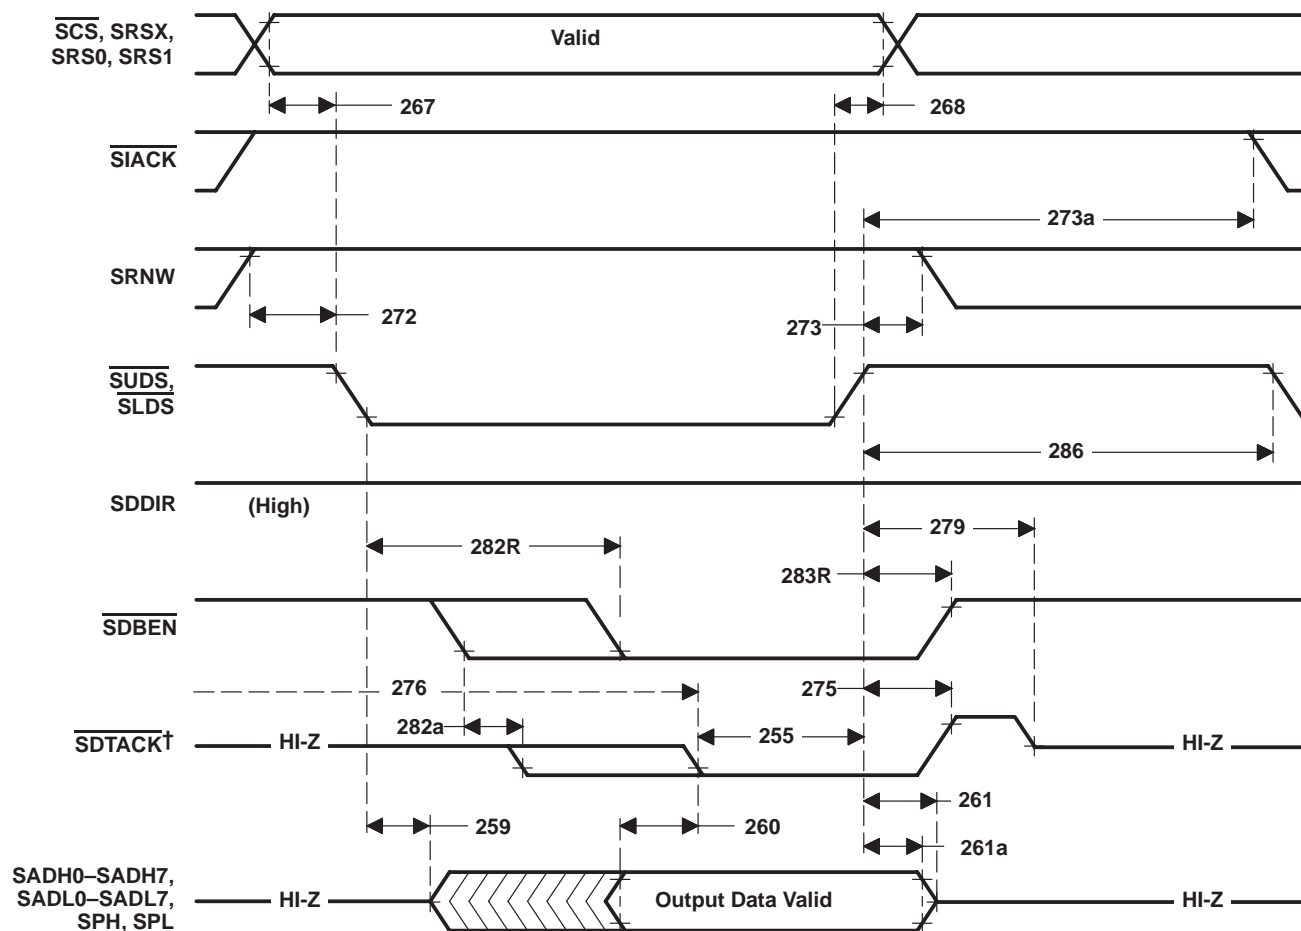 SCS, SRSX,
SRS0, SRS1
Valid
267
268
SIACK
273a
SRNW
272
273
SUDS,
SLDS
286
SDDIR
(High)
279
282R
283R
SDBEN
276
275
282a
SDTACK†
HI-Z
255
HI-Z
261
259
260
261a
SADH0–SADH7,
SADL0–SADL7,
SPH, SPL
HI-Z
Output Data Valid
HI-Z